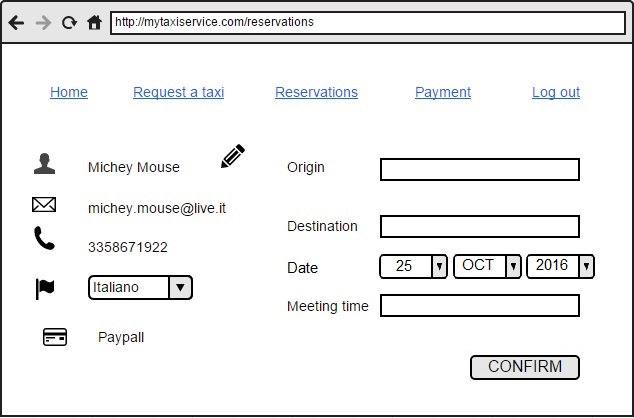 http://mytaxiservice.com/reservations
Home Request a taxi Reservations Payment Log out
Michey Mouse
michey.mouse@live.it
3358671922
Italiano
Paypall
Origin
Destination
Date 25 OCT 2016
Meeting time
CONFIRM